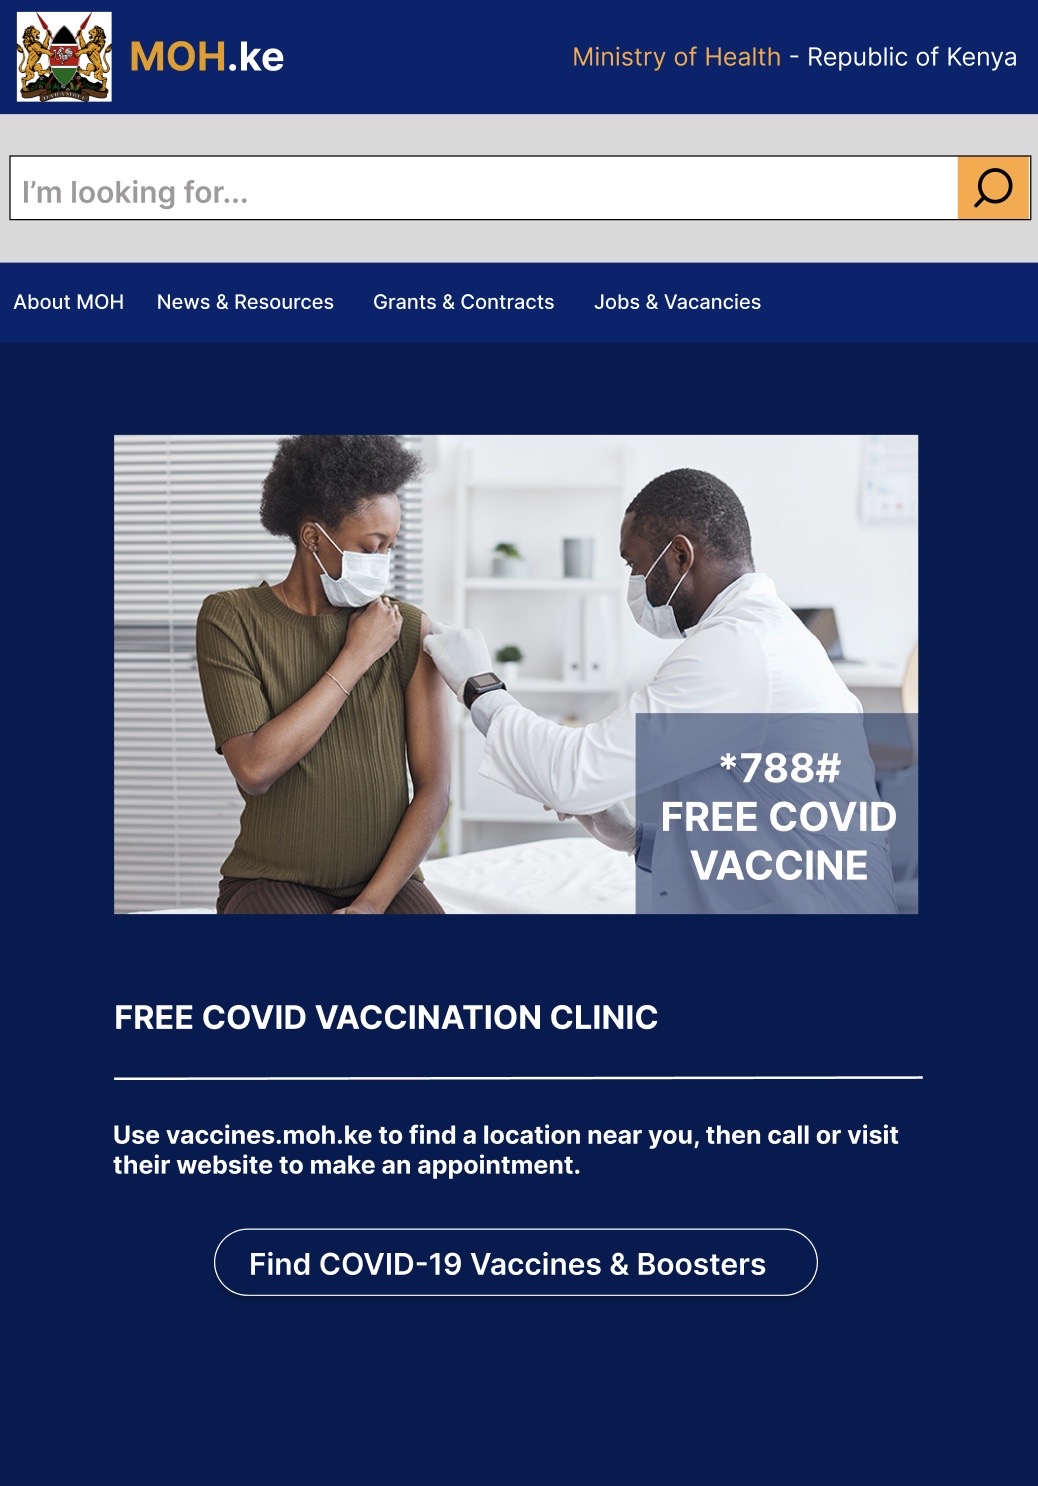 MOH.ke
Ministry of Health - Republic of Kenya
I'm looking for...
About MOH News & Resources Grants & Contracts Jobs & Vacancies
*788#
FREE COVID
VACCINE
FREE COVID VACCINATION CLINIC
Use vaccines.moh.ke to find a location near you, then call or visit
their website to make an appointment.
Find COVID-19 Vaccines & Boosters